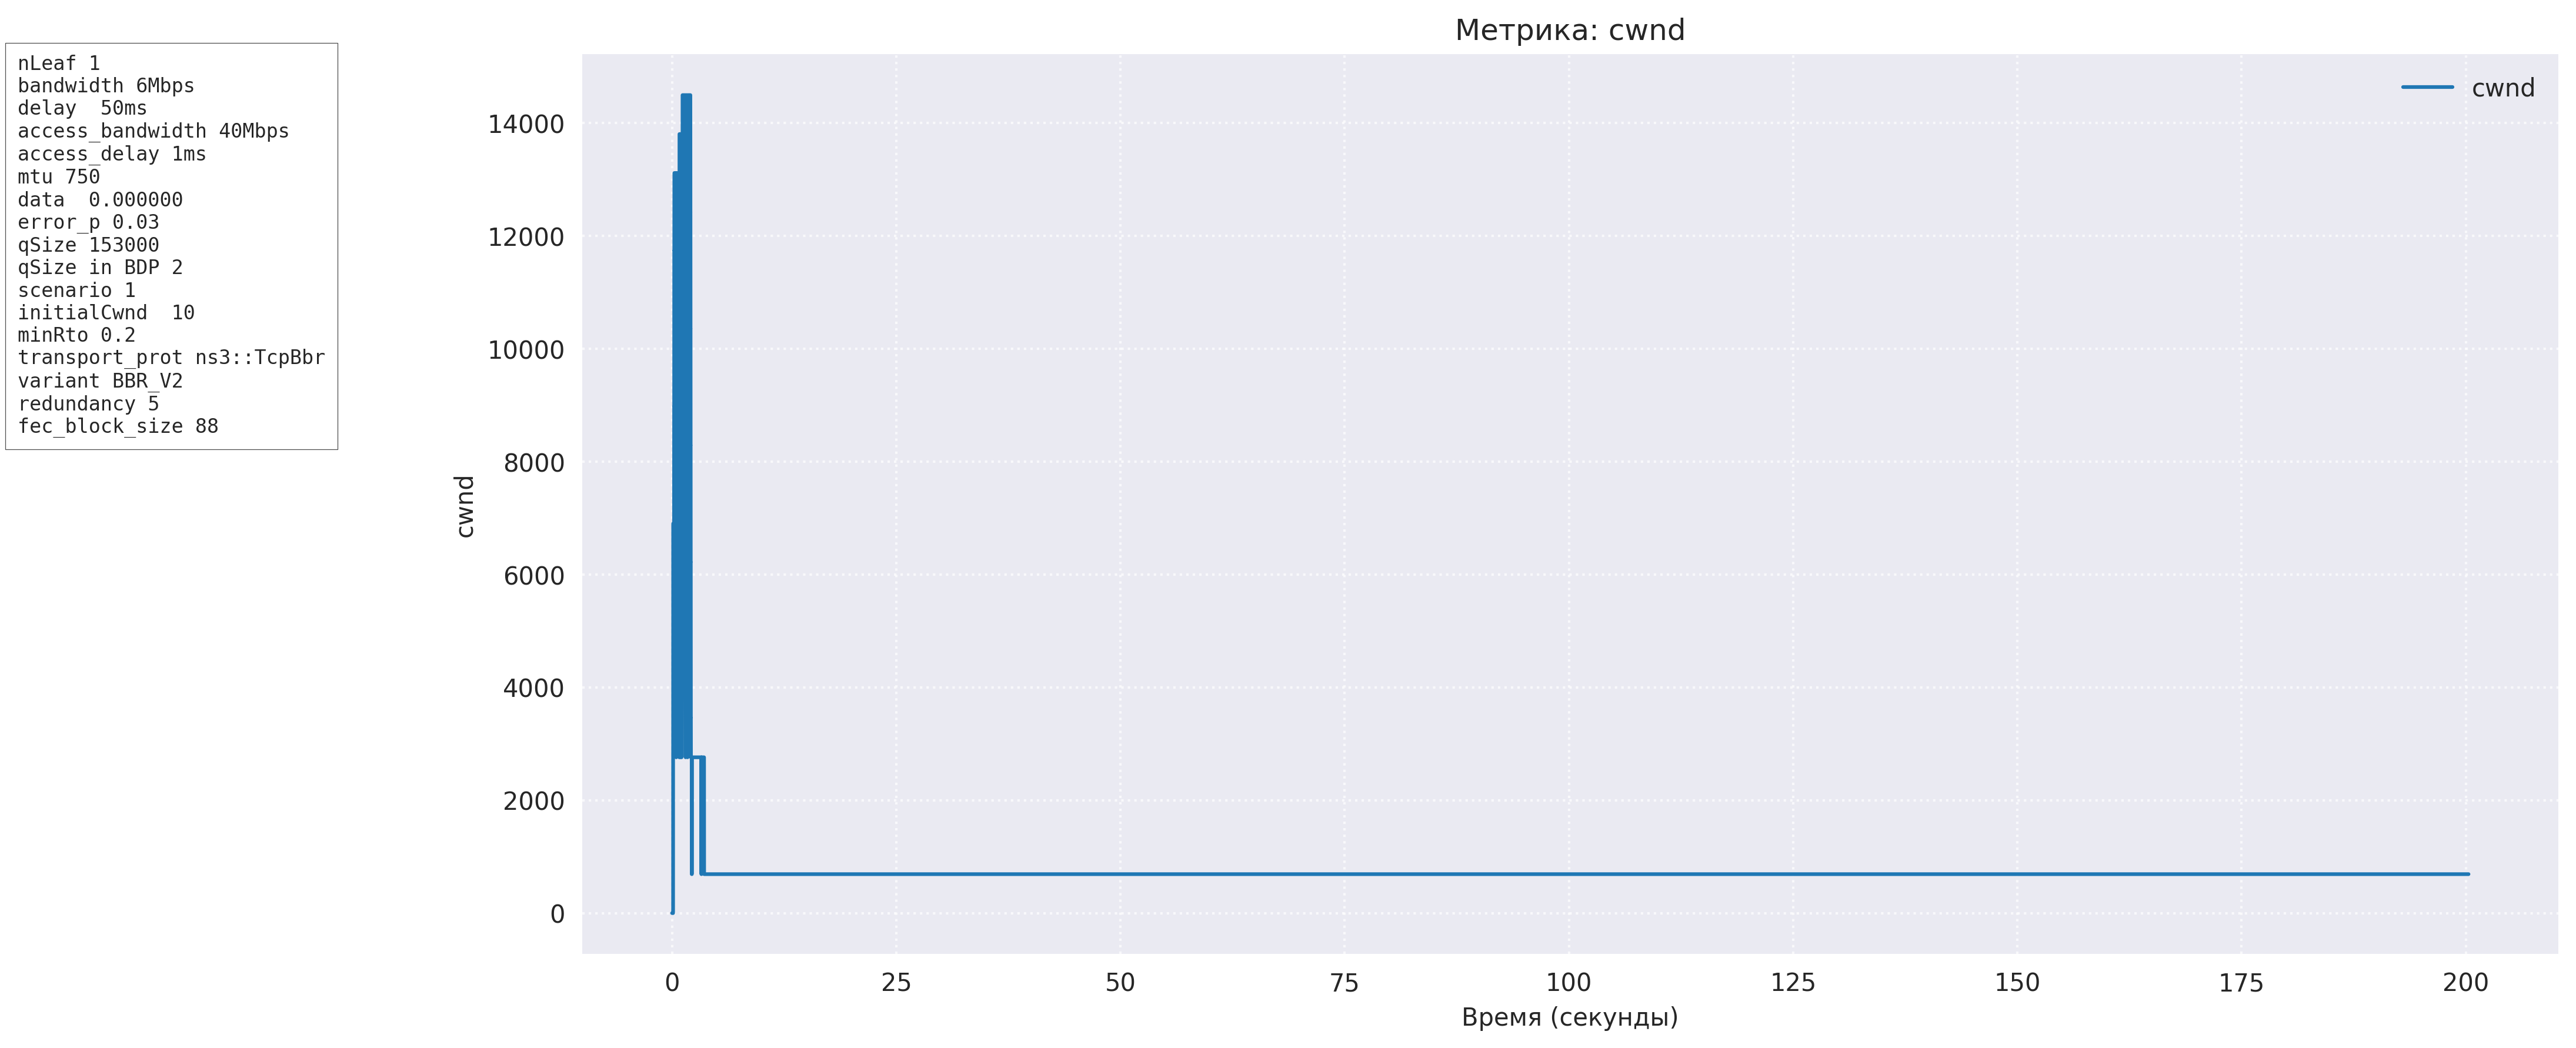 Метрика: cwnd
nLeaf 1
bandwidth 6Mbps
delay  50ms
access_bandwidth 40Mbps
access_delay 1ms
mtu 750
data  0.000000
error_p 0.03
qSize 153000
qSize in BDP 2
scenario 1
initialCwnd  10
minRto 0.2
transport_prot ns3::TcpBbr
variant BBR_V2
redundancy 5
fec_block_size 88
cwnd
14000
12000
10000
8000
6000
4000
2000
0
cwnd
0 25 50 75 100 125 150 175 200
Время (секунды)